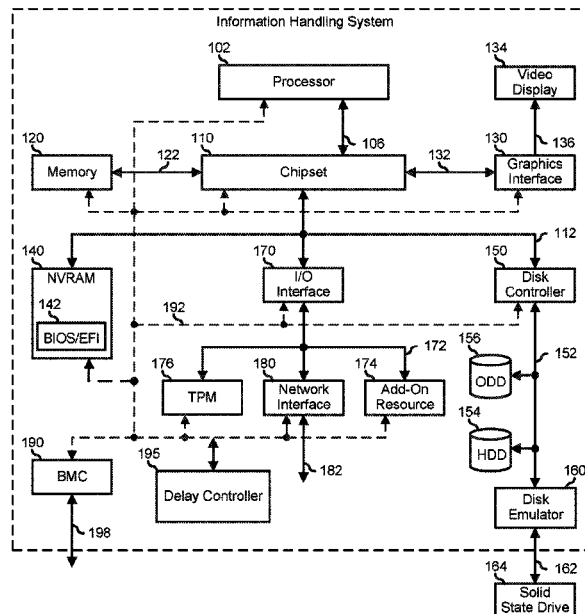 Information Handling System
102
Processor
134
Video
Display
120
Memory
122
110
Chipset
106
132
136
130
Graphics
Interface
112
140
NVRAM
142
BIOS/EFI
170
I/O
Interface
150
Disk
Controller
192
172
152
156
ODD
176
TPM
180
Network
Interface
174
Add-On
Resource
154
HDD
190
BMC
195
Delay Controller
182
160
Disk
Emulator
198
164
162
Solid
State Drive